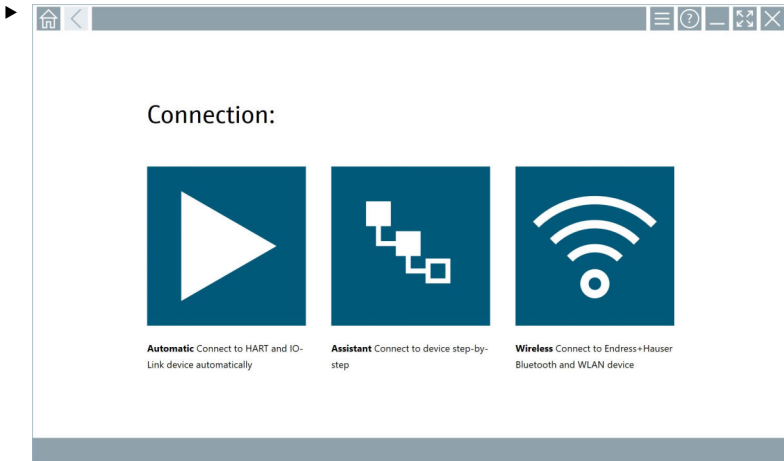 Connection:
Automatic Connect to HART and IO-
Link device automatically
Assistant Connect to device step-by-
step
Wireless Connect to Endress+Hauser
Bluetooth and WLAN device